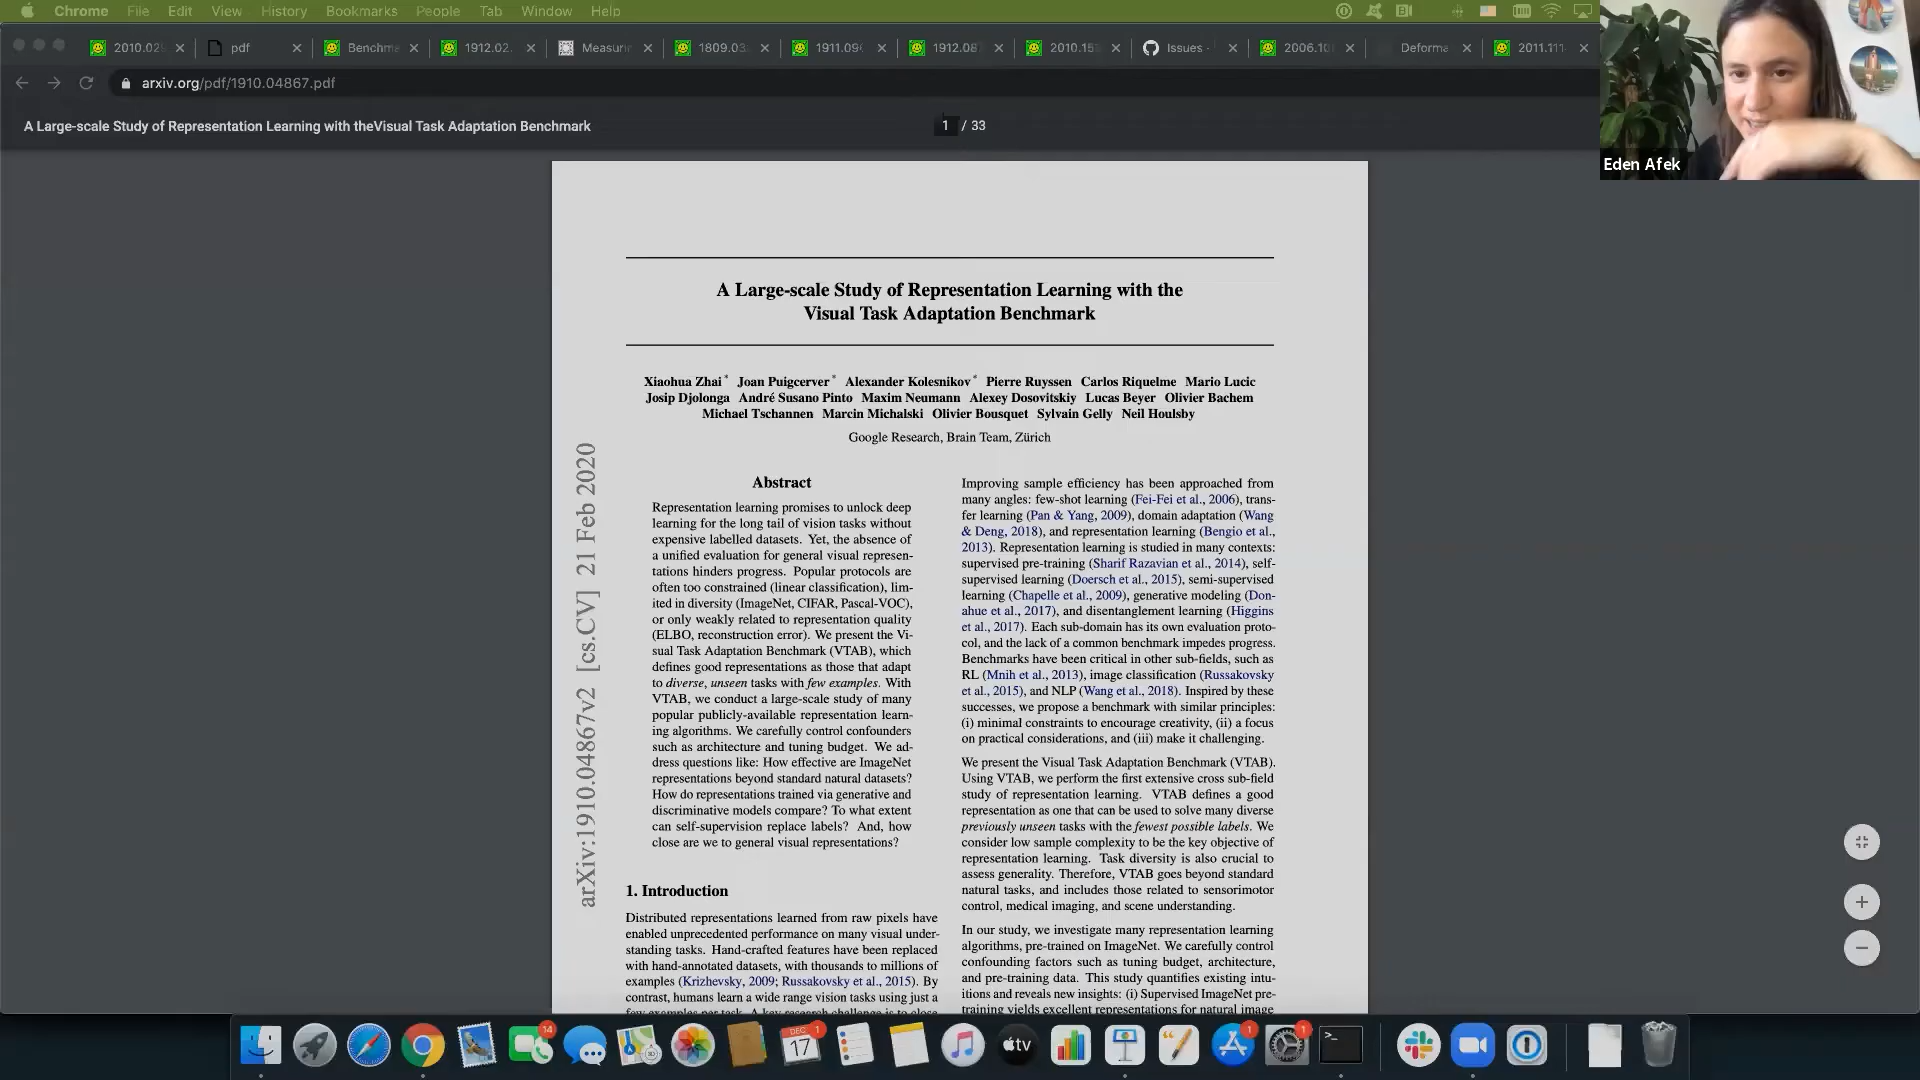 Chrome File Edit View History Bookmarks People Tab Window Help
2010.02 pdf Benchm 1912.02. Measuri 1809.03 1911.09 1912.08 2010.15 Issues - 2006.10 Deforma 2011.111
arxiv.org/pdf/1910.04867.pdf
A Large-scale Study of Representation Learning with theVisual Task Adaptation Benchmark
1 / 33
Eden Afek
A Large-scale Study of Representation Learning with the
Visual Task Adaptation Benchmark
Xiaohua Zhai * Joan Puigcerver * Alexander Kolesnikov * Pierre Ruyssen Carlos Riquelme Mario Lucic
Josip Djolonga André Susano Pinto Maxim Neumann Alexey Dosovitskiy Lucas Beyer Olivier Bachem
Michael Tschannen Marcin Michalski Olivier Bousquet Sylvain Gelly Neil Houlsby
Google Research, Brain Team, Zürich
arXiv:1910.04867v2 [cs.CV] 21 Feb 2020
Abstract
Representation learning promises to unlock deep
learning for the long tail of vision tasks without
expensive labelled datasets. Yet, the absence of
a unified evaluation for general visual represen-
tations hinders progress. Popular protocols are
often too constrained (linear classification), lim-
ited in diversity (ImageNet, CIFAR, Pascal-VOC),
or only weakly related to representation quality
(ELBO, reconstruction error). We present the Vi-
sual Task Adaptation Benchmark (VTAB), which
defines good representations as those that adapt
to diverse, unseen tasks with few examples. With
VTAB, we conduct a large-scale study of many
popular publicly-available representation learn-
ing algorithms. We carefully control confounders
such as architecture and tuning budget. We ad-
dress questions like: How effective are ImageNet
representations beyond standard natural datasets?
How do representations trained via generative and
discriminative models compare? To what extent
can self-supervision replace labels? And, how
close are we to general visual representations?
1. Introduction
Distributed representations learned from raw pixels have
enabled unprecedented performance on many visual under-
standing tasks. Hand-crafted features have been replaced
with hand-annotated datasets, with thousands to millions of
examples (Krizhevsky, 2009; Russakovsky et al., 2015). By
contrast, humans learn a wide range vision tasks using just a
few examples per task. A key research challenge is to close
Improving sample efficiency has been approached from
many angles: few-shot learning (Fei-Fei et al., 2006), trans-
fer learning (Pan & Yang, 2009), domain adaptation (Wang
& Deng, 2018), and representation learning (Bengio et al.,
2013). Representation learning is studied in many contexts:
supervised pre-training (Sharif Razavian et al., 2014), self-
supervised learning (Doersch et al., 2015), semi-supervised
learning (Chapelle et al., 2009), generative modeling (Don-
ahue et al., 2017), and disentanglement learning (Higgins
et al., 2017). Each sub-domain has its own evaluation proto-
col, and the lack of a common benchmark impedes progress.
Benchmarks have been critical in other sub-fields, such as
RL (Mnih et al., 2013), image classification (Russakovsky
et al., 2015), and NLP (Wang et al., 2018). Inspired by these
successes, we propose a benchmark with similar principles:
(i) minimal constraints to encourage creativity, (ii) a focus
on practical considerations, and (iii) make it challenging.
We present the Visual Task Adaptation Benchmark (VTAB).
Using VTAB, we perform the first extensive cross sub-field
study of representation learning. VTAB defines a good
representation as one that can be used to solve many diverse
previously unseen tasks with the fewest possible labels. We
consider low sample complexity to be the key objective of
representation learning. Task diversity is also crucial to
assess generality. Therefore, VTAB goes beyond standard
natural tasks, and includes those related to sensorimotor
control, medical imaging, and scene understanding.
In our study, we investigate many representation learning
algorithms, pre-trained on ImageNet. We carefully control
confounding factors such as tuning budget, architecture,
and pre-training data. This study quantifies existing intu-
itions and reveals new insights: (i) Supervised ImageNet pre-
training yields excellent representations for natural image
14 DEC 17 1 tv 1 1